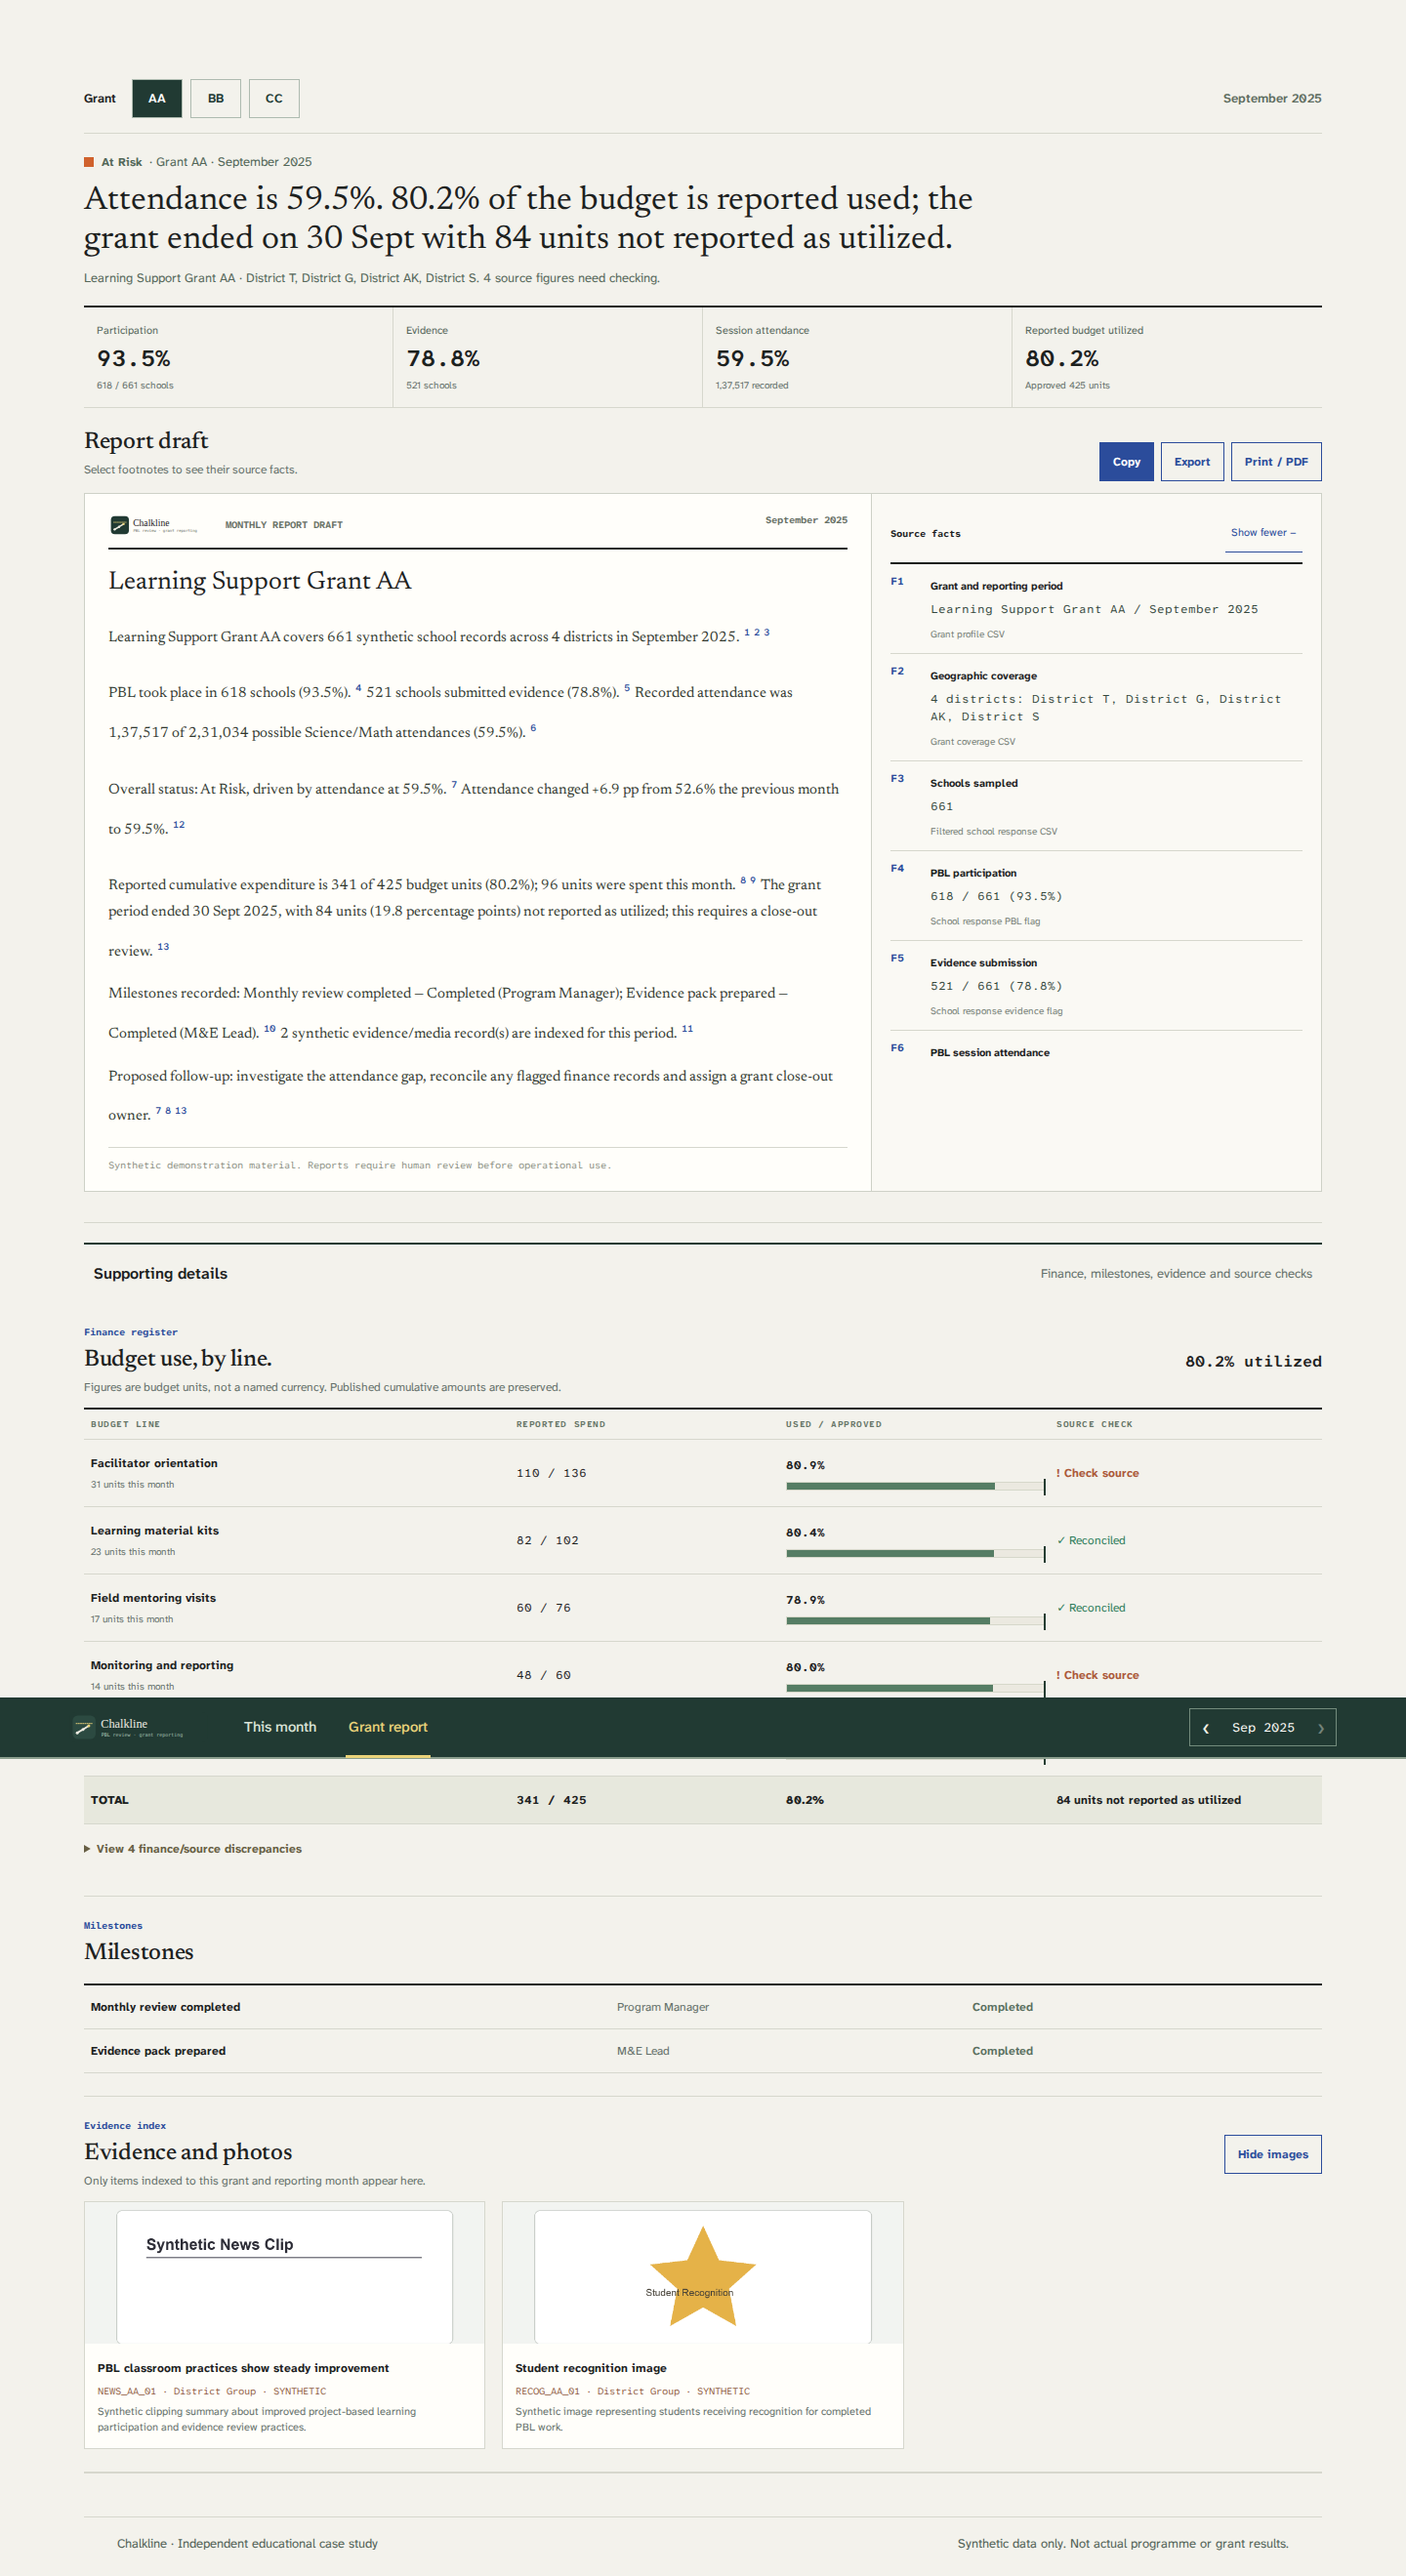 Grant AA BB CC September 2025
At Risk · Grant AA · September 2025
Attendance is 59.5%. 80.2% of the budget is reported used; the
grant ended on 30 Sept with 84 units not reported as utilized.
Learning Support Grant AA · District T, District G, District AK, District S. 4 source figures need checking.
Participation
93.5%
618 / 661 schools
Evidence
78.8%
521 schools
Session attendance
59.5%
1,37,517 recorded
Reported budget utilized
80.2%
Approved 425 units
Report draft
Select footnotes to see their source facts.
Copy Export Print / PDF
Chalkline
PBL review · grant reporting
MONTHLY REPORT DRAFT
September 2025
Learning Support Grant AA
Learning Support Grant AA covers 661 synthetic school records across 4 districts in September 2025. 1 2 3
PBL took place in 618 schools (93.5%). 4 521 schools submitted evidence (78.8%). 5 Recorded attendance was
1,37,517 of 2,31,034 possible Science/Math attendances (59.5%). 6
Overall status: At Risk, driven by attendance at 59.5%. 7 Attendance changed +6.9 pp from 52.6% the previous month
to 59.5%. 12
Reported cumulative expenditure is 341 of 425 budget units (80.2%); 96 units were spent this month. 8 9 The grant
period ended 30 Sept 2025, with 84 units (19.8 percentage points) not reported as utilized; this requires a close-out
review. 13
Milestones recorded: Monthly review completed – Completed (Program Manager); Evidence pack prepared –
Completed (M&E Lead). 10 2 synthetic evidence/media record(s) are indexed for this period. 11
Proposed follow-up: investigate the attendance gap, reconcile any flagged finance records and assign a grant close-out
owner. 7 8 13
Synthetic demonstration material. Reports require human review before operational use.
Source facts Show fewer –
F1 Grant and reporting period
Learning Support Grant AA / September 2025
Grant profile CSV
F2 Geographic coverage
4 districts: District T, District G, District
AK, District S
Grant coverage CSV
F3 Schools sampled
661
Filtered school response CSV
F4 PBL participation
618 / 661 (93.5%)
School response PBL flag
F5 Evidence submission
521 / 661 (78.8%)
School response evidence flag
F6 PBL session attendance
Supporting details Finance, milestones, evidence and source checks
Finance register
Budget use, by line. 80.2% utilized
Figures are budget units, not a named currency. Published cumulative amounts are preserved.
BUDGET LINE REPORTED SPEND USED / APPROVED SOURCE CHECK
Facilitator orientation
31 units this month
110 / 136
80.9%
! Check source
Learning material kits
23 units this month
82 / 102
80.4%
✓ Reconciled
Field mentoring visits
17 units this month
60 / 76
78.9%
✓ Reconciled
Monitoring and reporting
14 units this month
48 / 60
80.0%
! Check source
Chalkline
PBL review · grant reporting
This month Grant report ❮ Sep 2025 ❯
TOTAL 341 / 425 80.2% 84 units not reported as utilized
▶ View 4 finance/source discrepancies
Milestones
Milestones
Monthly review completed Program Manager Completed
Evidence pack prepared M&E Lead Completed
Evidence index
Evidence and photos Hide images
Only items indexed to this grant and reporting month appear here.
Synthetic News Clip
PBL classroom practices show steady improvement
NEWS_AA_01 · District Group · SYNTHETIC
Synthetic clipping summary about improved project-based learning
participation and evidence review practices.
Student Recognition
Student recognition image
RECOG_AA_01 · District Group · SYNTHETIC
Synthetic image representing students receiving recognition for completed
PBL work.
Chalkline · Independent educational case study Synthetic data only. Not actual programme or grant results.